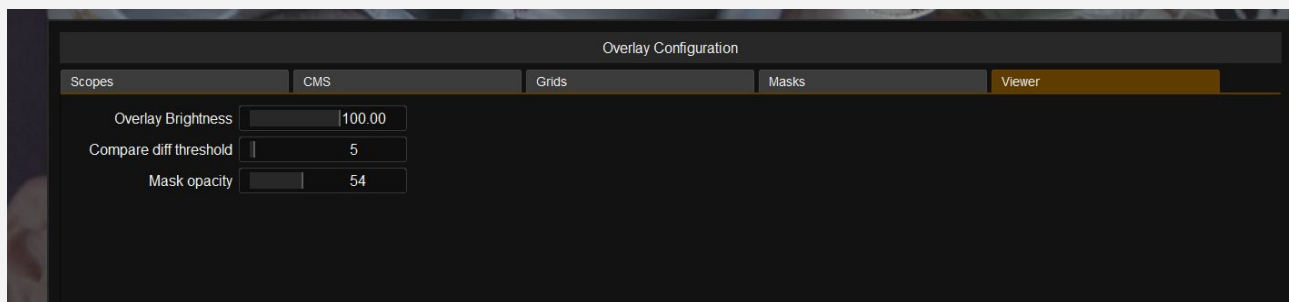 Overlay Configuration
Scopes CMS Grids Masks Viewer
Overlay Brightness 100.00
Compare diff threshold 5
Mask opacity 54